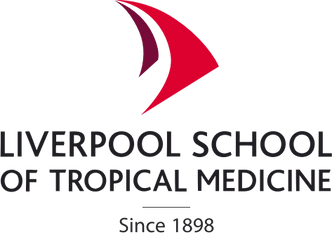 LIVERPOOL SCHOOL
OF TROPICAL MEDICINE
Since 1898